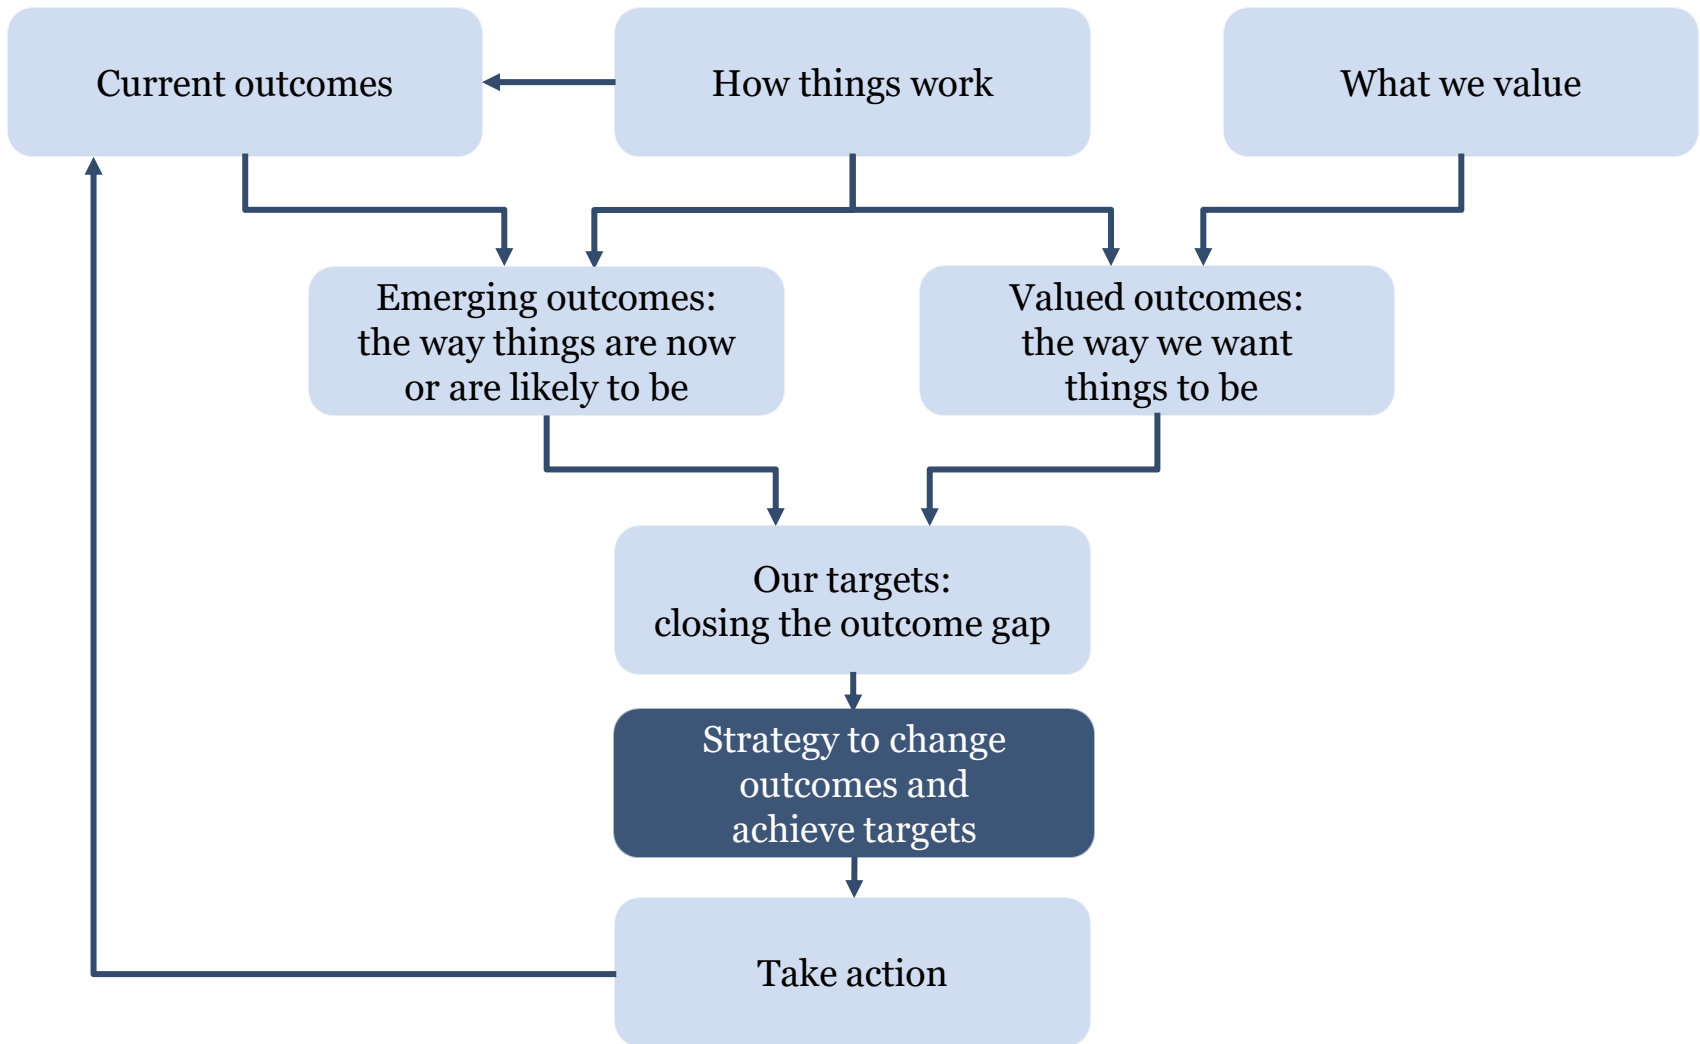 Current outcomes
How things work
What we value
Emerging outcomes:
the way things are now
or are likely to be
Valued outcomes:
the way we want
things to be
Our targets:
closing the outcome gap
Strategy to change
outcomes and
achieve targets
Take action